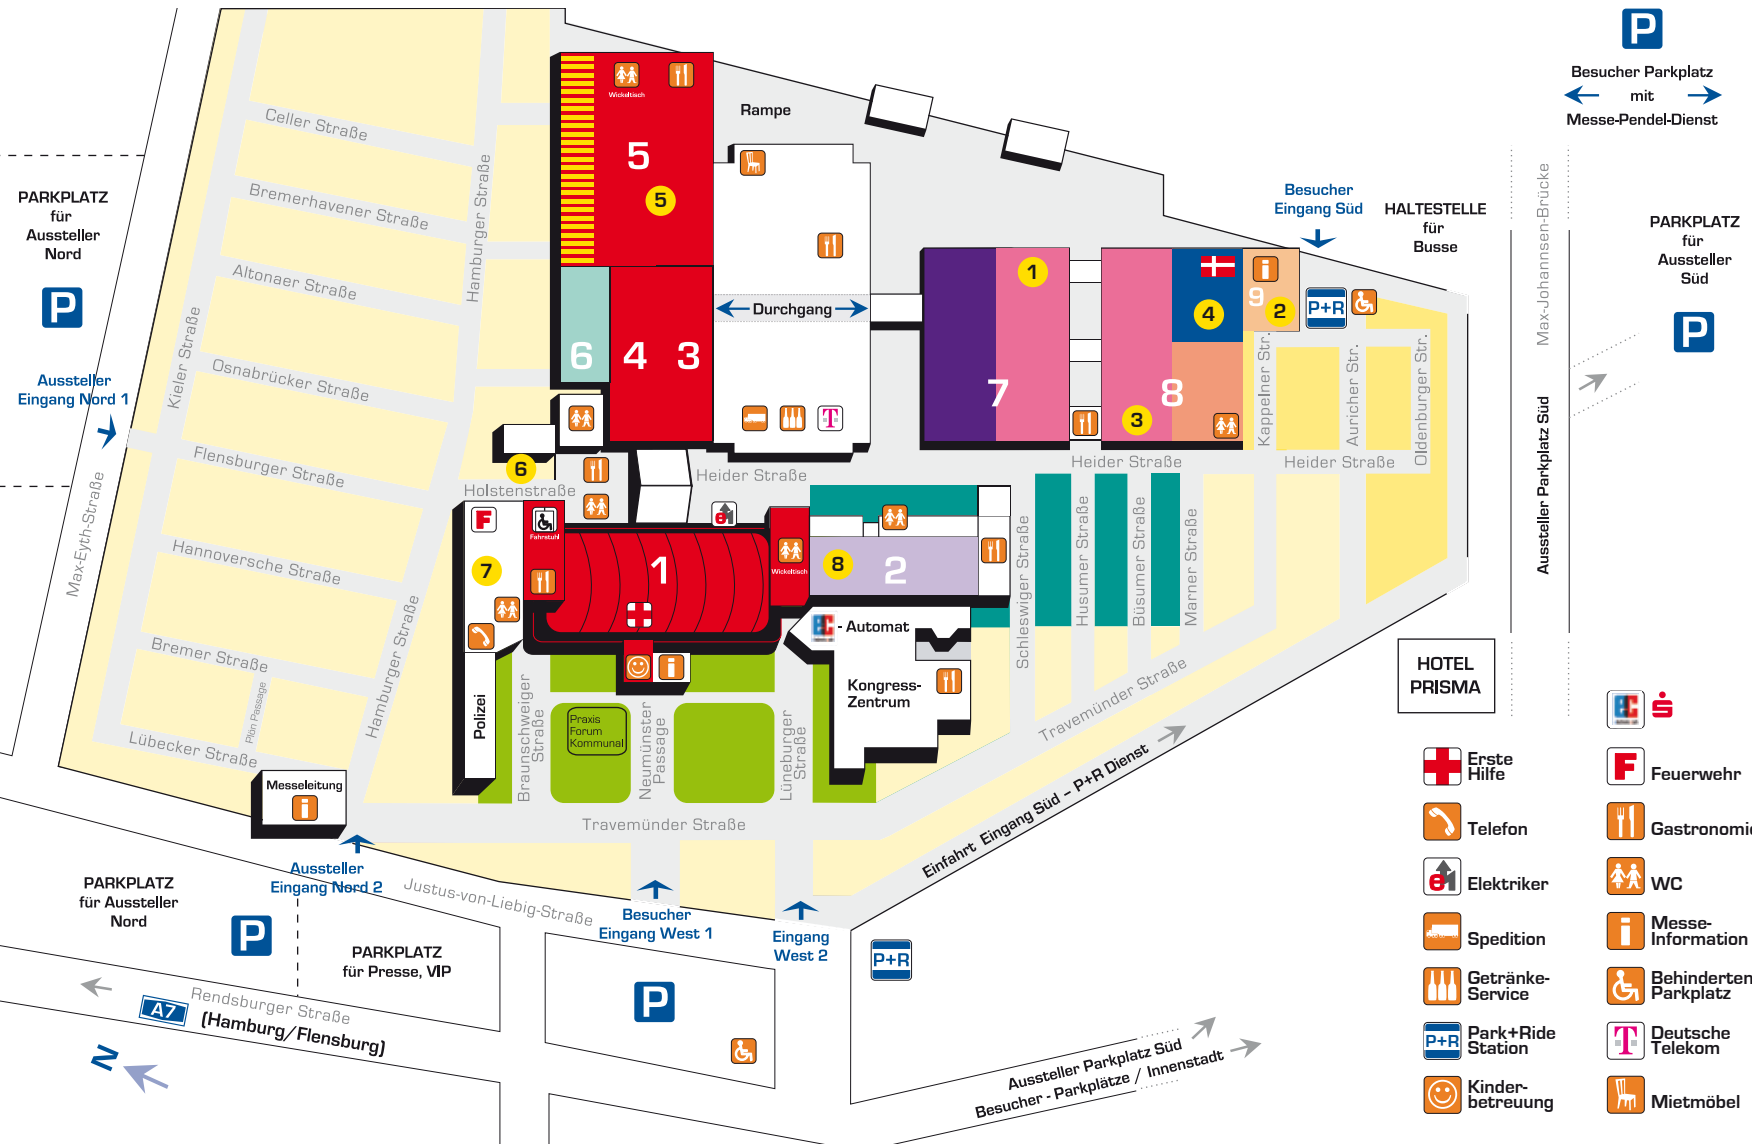 P
Besucher Parkplatz
mit
Messe-Pendel-Dienst
PARKPLATZ
für
Aussteller
Nord
P
Celler Straße
Bremerhavener Straße
Altonaer Straße
Osnabrücker Straße
Flensburger Straße
Hannoversche Straße
Bremer Straße
Lübecker Straße
Plön Passage
Kieler Straße
Hamburger Straße
Hamburger Straße
Max-Eyth-Straße
Aussteller
Eingang Nord 1
Wickeltisch
5
5
Rampe
Durchgang
6
4
3
T
6
Holstenstraße
Heider Straße
7
1
8
3
4
9
2
Besucher
Eingang Süd
HALTESTELLE
für
Busse
P+R
Kappelner Str.
Auricher Str.
Oldenburger Str.
Heider Straße
Heider Straße
Max-Johannsen-Brücke
Aussteller Parkplatz Süd
PARKPLATZ
für
Aussteller
Süd
P
F
Fahrstuhl
7
1
Wickeltisch
8
2
Schleswiger Straße
Husumer Straße
Büsumer Straße
Marner Straße
Polizei
ec - Automat
Kongress-
Zentrum
Praxis
Forum
Kommunal
Braunschweiger
Straße
Neumünster
Passage
Lüneburger
Straße
Travemünder Straße
Travemünder Straße
Einfahrt Eingang Süd – P+R Dienst
Messeleitung
Aussteller
Eingang Nord 2
Justus-von-Liebig-Straße
Besucher
Eingang West 1
Eingang
West 2
P+R
PARKPLATZ
für Aussteller
Nord
P
PARKPLATZ
für Presse, VIP
P
Rendsburger Straße
A7
(Hamburg/Flensburg)
N
Aussteller Parkplatz Süd
Besucher - Parkplätze / Innenstadt
HOTEL
PRISMA
ec
Erste
Hilfe
F
Feuerwehr
Telefon
Gastronomie
Elektriker
WC
Spedition
Messe-
Information
Getränke-
Service
Behinderten
Parkplatz
P+R
Park+Ride
Station
T
Deutsche
Telekom
Kinder-
betreuung
Mietmöbel